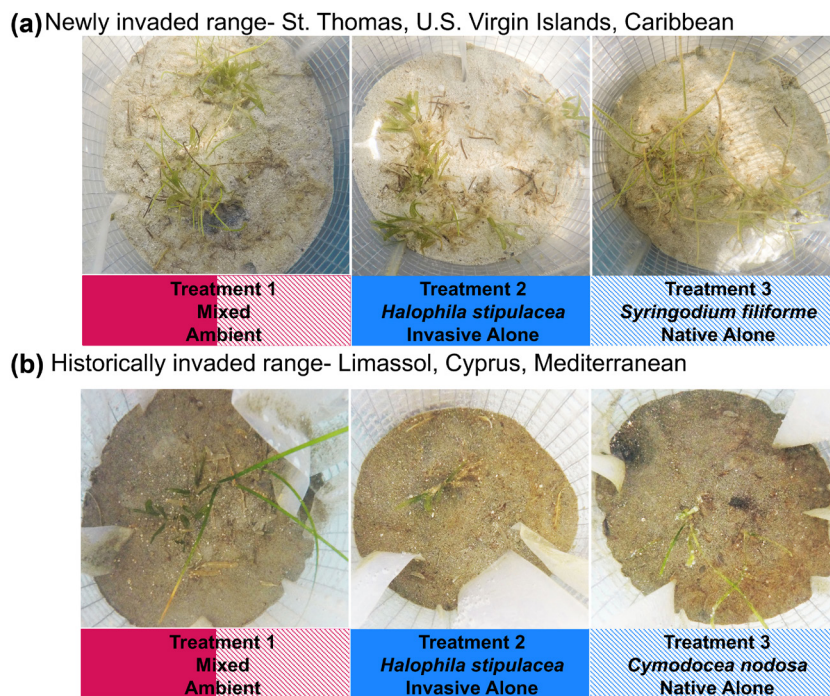 (a) Newly invaded range- St. Thomas, U.S. Virgin Islands, Caribbean
Treatment 1
Mixed
Ambient
Treatment 2
Halophila stipulacea
Invasive Alone
Treatment 3
Syringodium filiforme
Native Alone
(b) Historically invaded range- Limassol, Cyprus, Mediterranean
Treatment 1
Mixed
Ambient
Treatment 2
Halophila stipulacea
Invasive Alone
Treatment 3
Cymodocea nodosa
Native Alone